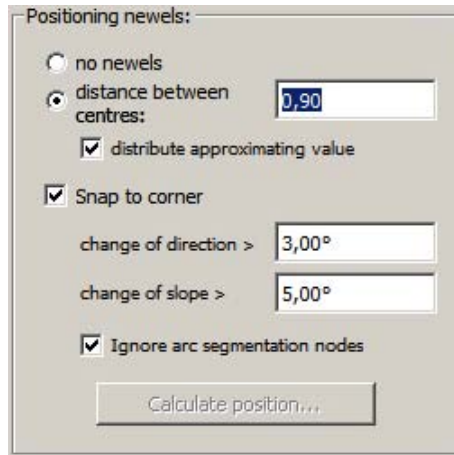 Positioning newels:
no newels
distance between
centres:
0,90
distribute approximating value
Snap to corner
change of direction >
3,00°
change of slope >
5,00°
Ignore arc segmentation nodes
Calculate position...